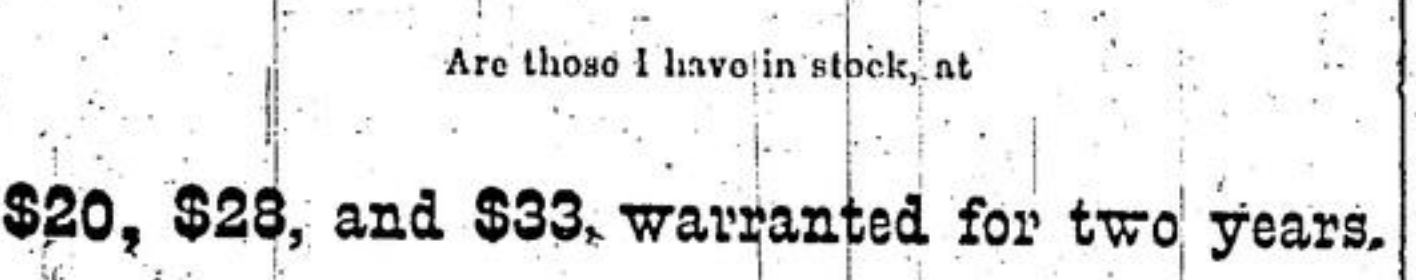 Are those I have in stock, at
$20, $28, and $33, warranted for two years.